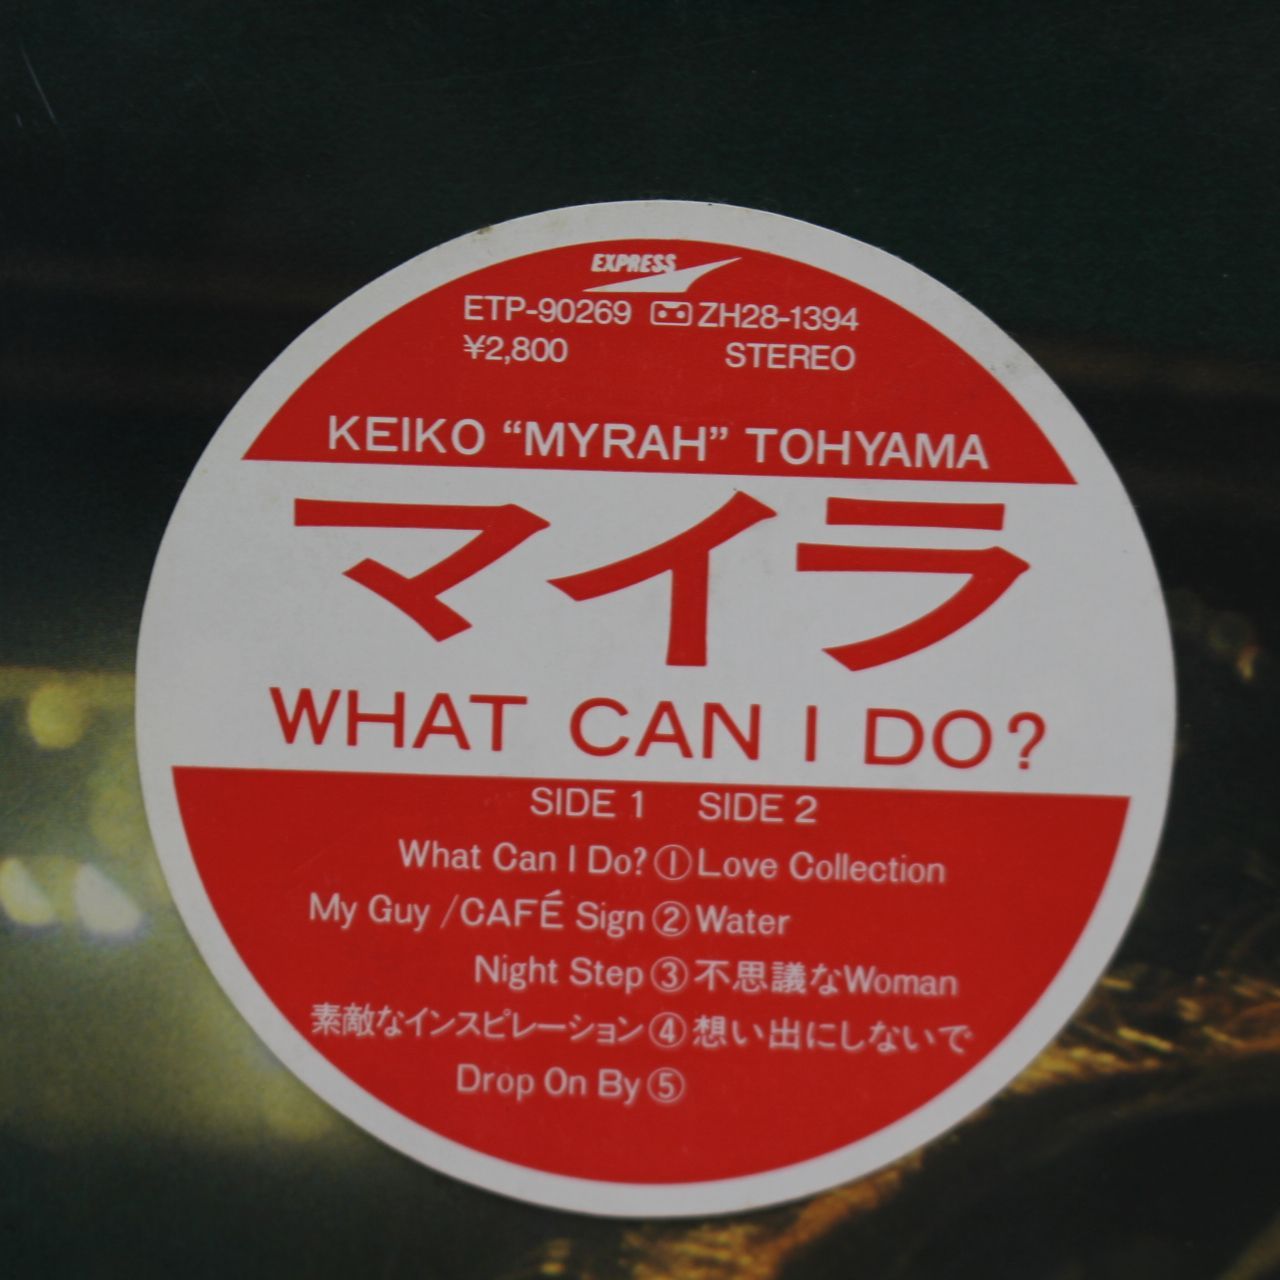 EXPRESS
ETP-90269 ZH28-1394
¥2,800 STEREO
KEIKO “MYRAH” TOHYAMA
マイラ
WHAT CAN I DO?
SIDE 1 SIDE 2
What Can I Do? ① Love Collection
My Guy /CAFÉ Sign ② Water
Night Step ③ 不思議なWoman
素敵なインスピレーション ④ 想い出にしないで
Drop On By ⑤